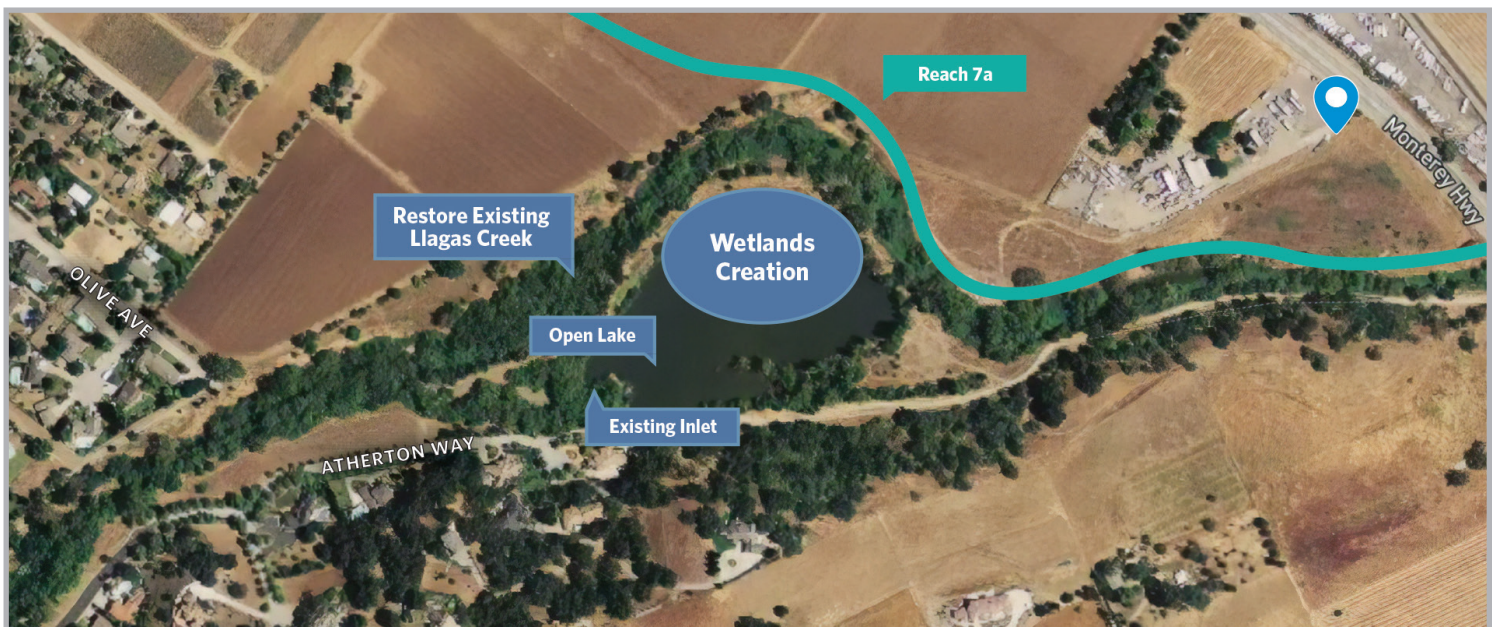 Reach 7a
Monterey Hwy
Restore Existing
Llagas Creek
Wetlands
Creation
OLIVE AVE
Open Lake
Existing Inlet
ATHERTON WAY